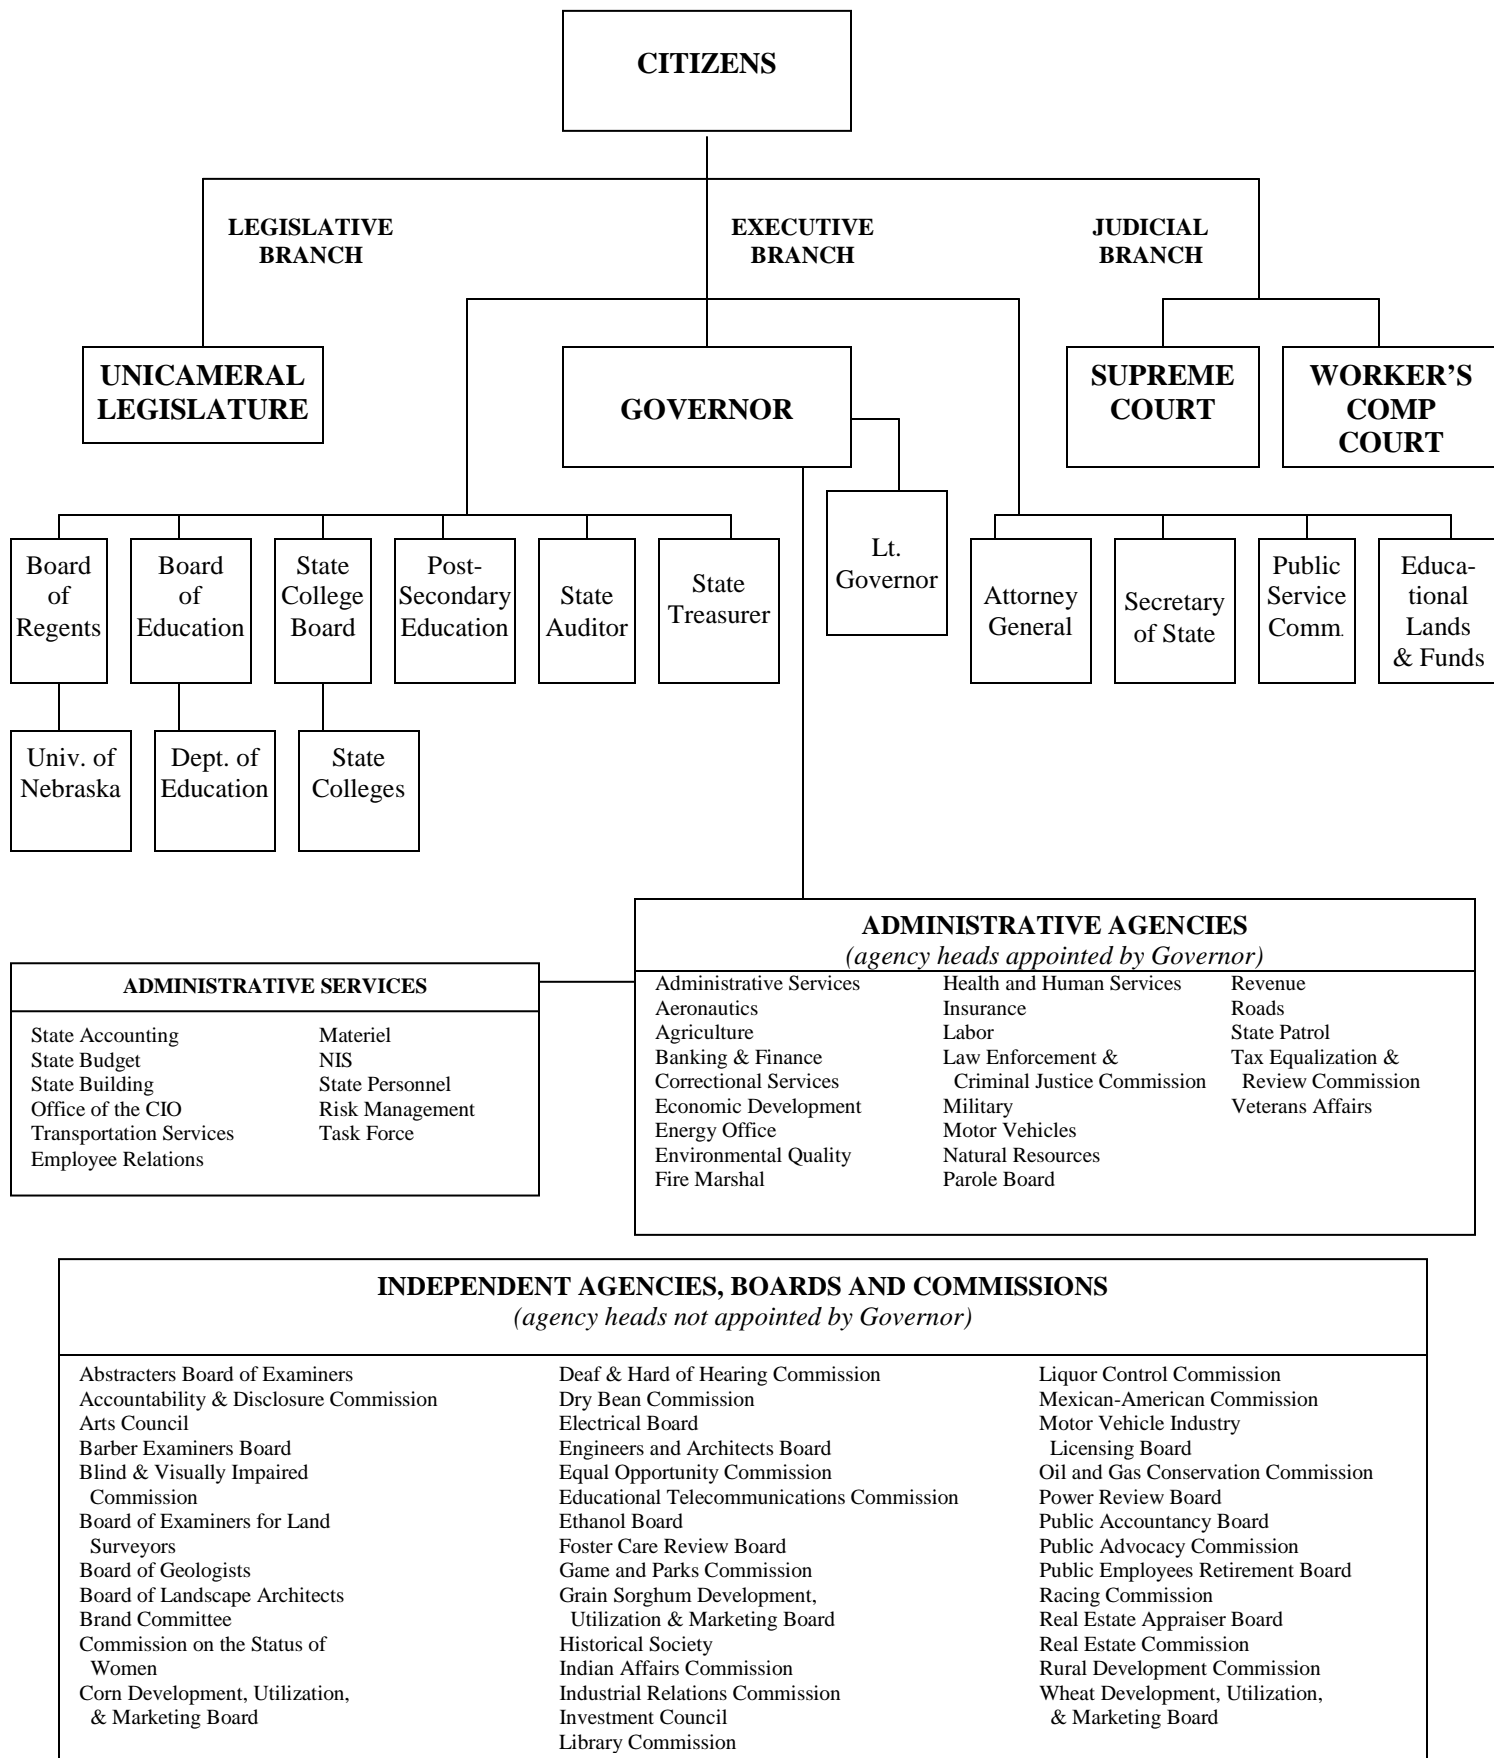 CITIZENS
LEGISLATIVE
BRANCH
EXECUTIVE
BRANCH
JUDICIAL
BRANCH
UNICAMERAL
LEGISLATURE
GOVERNOR
SUPREME
COURT
WORKER'S
COMP
COURT
Lt.
Governor
Board
of
Regents
Board
of
Education
State
College
Board
Post-
Secondary
Education
State
Auditor
State
Treasurer
Attorney
General
Secretary
of State
Public
Service
Comm.
Educa-
tional
Lands
& Funds
Univ. of
Nebraska
Dept. of
Education
State
Colleges
ADMINISTRATIVE AGENCIES
(agency heads appointed by Governor)
Administrative Services
Aeronautics
Agriculture
Banking & Finance
Correctional Services
Economic Development
Energy Office
Environmental Quality
Fire Marshal
Health and Human Services
Insurance
Labor
Law Enforcement &
Criminal Justice Commission
Military
Motor Vehicles
Natural Resources
Parole Board
Revenue
Roads
State Patrol
Tax Equalization &
Review Commission
Veterans Affairs
ADMINISTRATIVE SERVICES
State Accounting
State Budget
State Building
Office of the CIO
Transportation Services
Employee Relations
Materiel
NIS
State Personnel
Risk Management
Task Force
INDEPENDENT AGENCIES, BOARDS AND COMMISSIONS
(agency heads not appointed by Governor)
Abstracters Board of Examiners
Accountability & Disclosure Commission
Arts Council
Barber Examiners Board
Blind & Visually Impaired
Commission
Board of Examiners for Land
Surveyors
Board of Geologists
Board of Landscape Architects
Brand Committee
Commission on the Status of
Women
Corn Development, Utilization,
& Marketing Board
Deaf & Hard of Hearing Commission
Dry Bean Commission
Electrical Board
Engineers and Architects Board
Equal Opportunity Commission
Educational Telecommunications Commission
Ethanol Board
Foster Care Review Board
Game and Parks Commission
Grain Sorghum Development,
Utilization & Marketing Board
Historical Society
Indian Affairs Commission
Industrial Relations Commission
Investment Council
Library Commission
Liquor Control Commission
Mexican-American Commission
Motor Vehicle Industry
Licensing Board
Oil and Gas Conservation Commission
Power Review Board
Public Accountancy Board
Public Advocacy Commission
Public Employees Retirement Board
Racing Commission
Real Estate Appraiser Board
Real Estate Commission
Rural Development Commission
Wheat Development, Utilization,
& Marketing Board